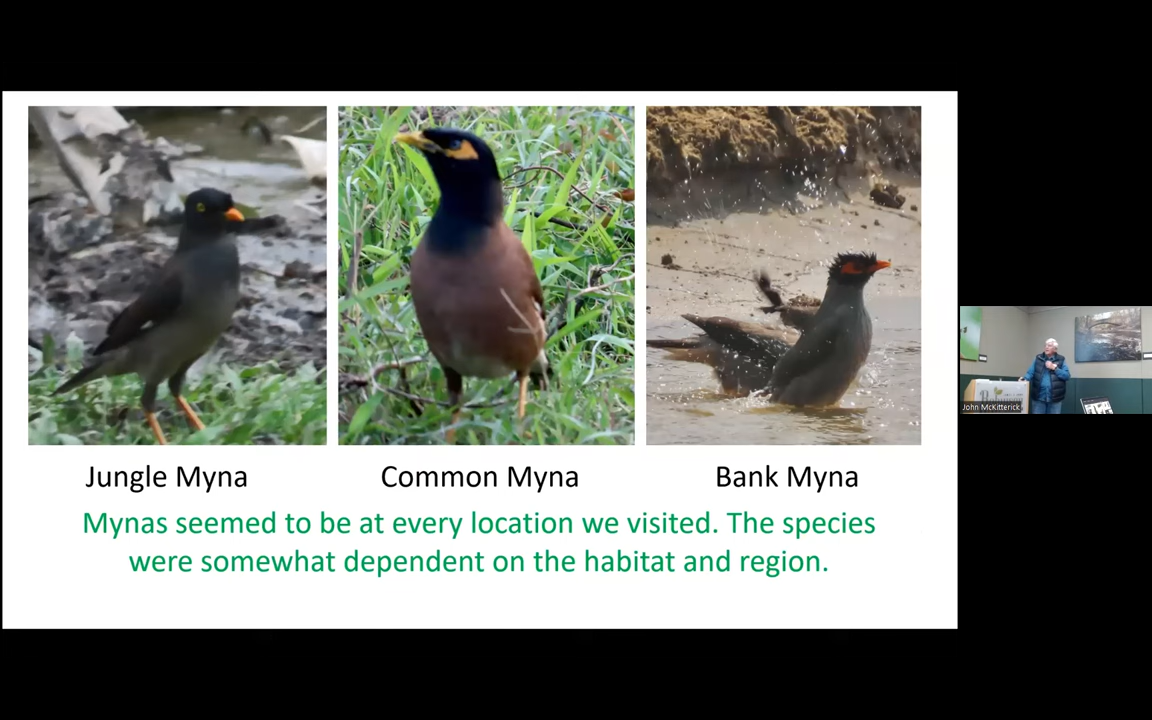 Jungle Myna
Common Myna
Bank Myna
Mynas seemed to be at every location we visited. The species
were somewhat dependent on the habitat and region.
John McKitterick